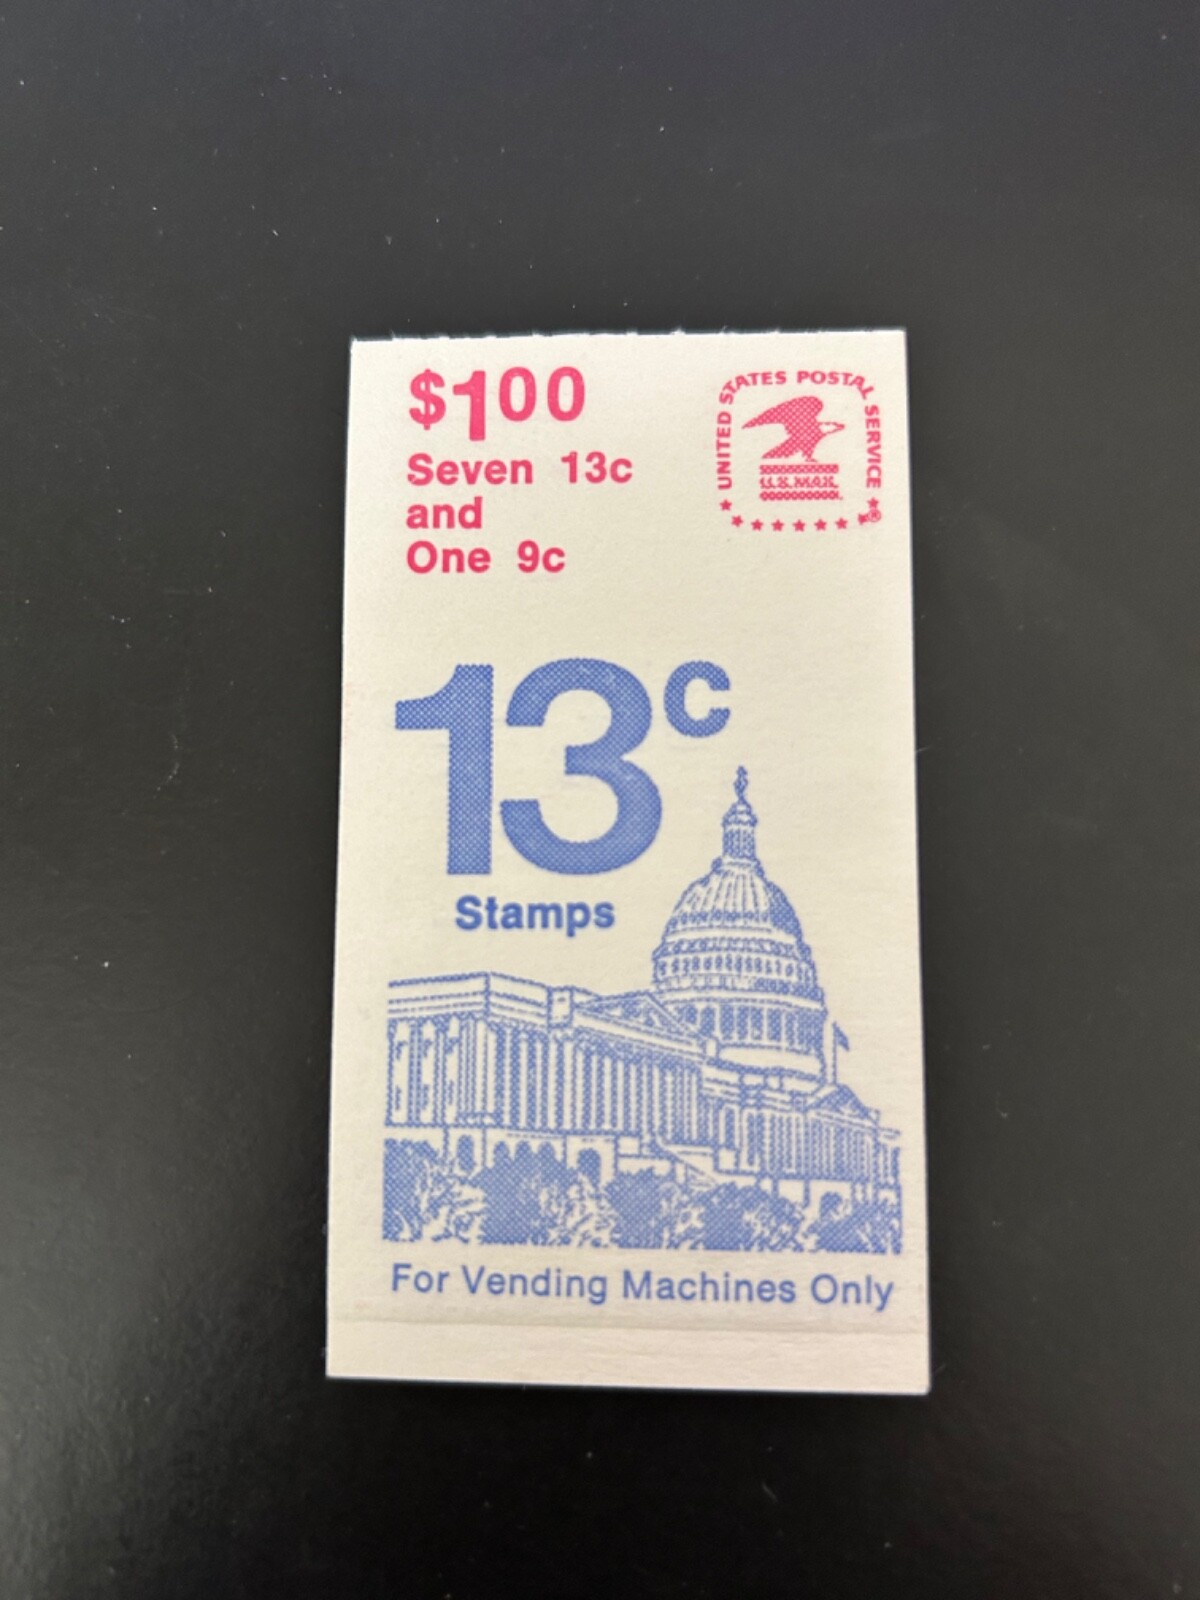 $1.00
Seven 13c
and
One 9c
UNITED STATES POSTAL SERVICE
U.S.MAIL
®
13c
Stamps
For Vending Machines Only